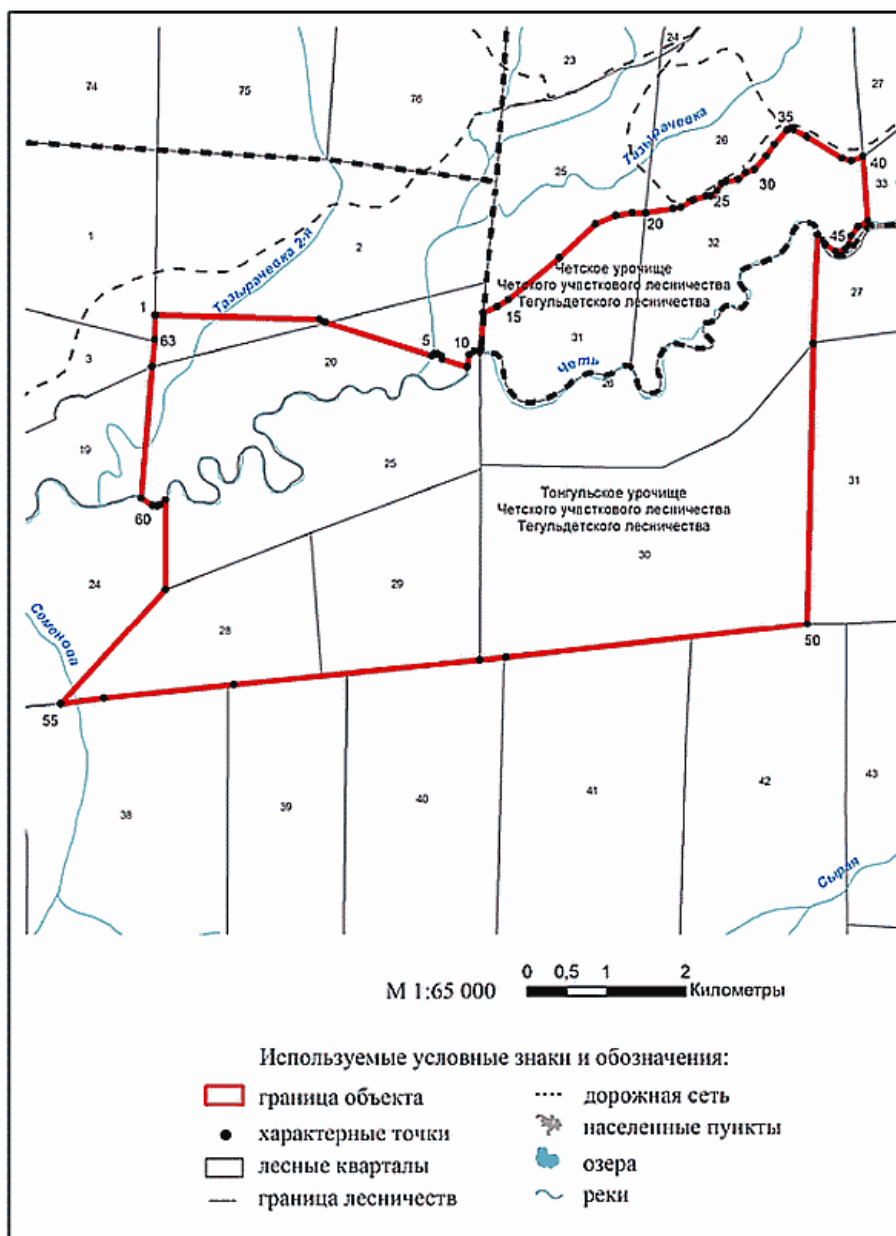 24
23
27
74
75
76
26
Тазырачевка
35
25
40
33
30
25
20
1
2
32
45
Тазырачевка 2-я
Четское урочище
Четского участкового лесничества
Тегульдетского лесничества
27
1
15
63
5
10
31
3
20
Четь
26
19
25
31
60
Тонгульское урочище
Четского участкового лесничества
Тегульдетского лесничества
29
30
24
Семенова
28
50
55
38
39
40
41
42
43
Сырая
М 1:65 000
0 0,5 1 2
Километры
Используемые условные знаки и обозначения:
граница объекта
дорожная сеть
характерные точки
населенные пункты
лесные кварталы
озера
граница лесничеств
реки